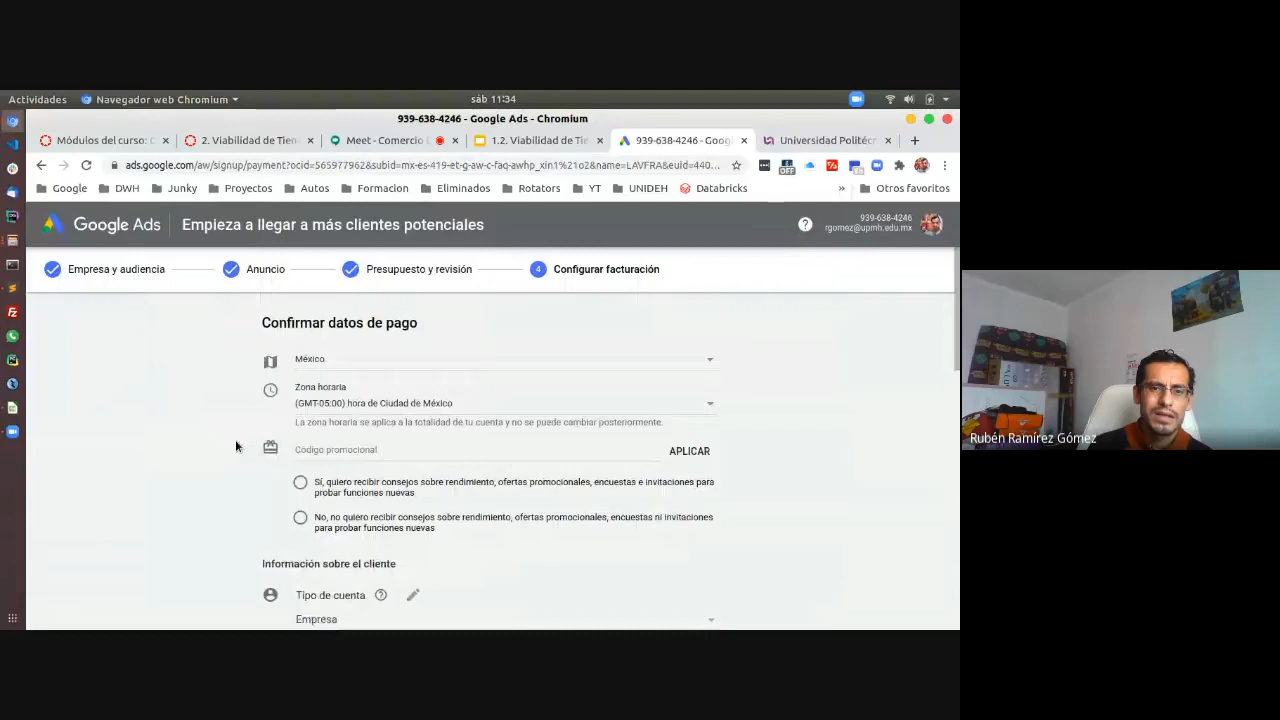 Actividades
Navegador web Chromium
sáb 11:34
939-638-4246 - Google Ads - Chromium
Módulos del curso: C
2. Viabilidad de Tien
Meet - Comercio
1.2. Viabilidad de Tie
939-638-4246 - Googl
Universidad Politéc
ads.google.com/aw/signup/payment?ocid=565977962&subid=mx-es-419-et-g-aw-c-faq-awhp_xin1%21o2&name=LAVFRA&euid=440...
OFF
Google
DWH
Junky
Proyectos
Autos
Formacion
Eliminados
Rotators
YT
UNIDEH
Databricks
»
Otros favoritos
Google Ads
Empieza a llegar a más clientes potenciales
939-638-4246
rgomez@upmh.edu.mx
Empresa y audiencia
Anuncio
Presupuesto y revisión
4
Configurar facturación
Confirmar datos de pago
México
Zona horaria
(GMT-05:00) hora de Ciudad de México
La zona horaria se aplica a la totalidad de tu cuenta y no se puede cambiar posteriormente.
Código promocional
APLICAR
Sí, quiero recibir consejos sobre rendimiento, ofertas promocionales, encuestas e invitaciones para
probar funciones nuevas
No, no quiero recibir consejos sobre rendimiento, ofertas promocionales, encuestas ni invitaciones
para probar funciones nuevas
Información sobre el cliente
Tipo de cuenta
Empresa
Rubén Ramírez Gómez